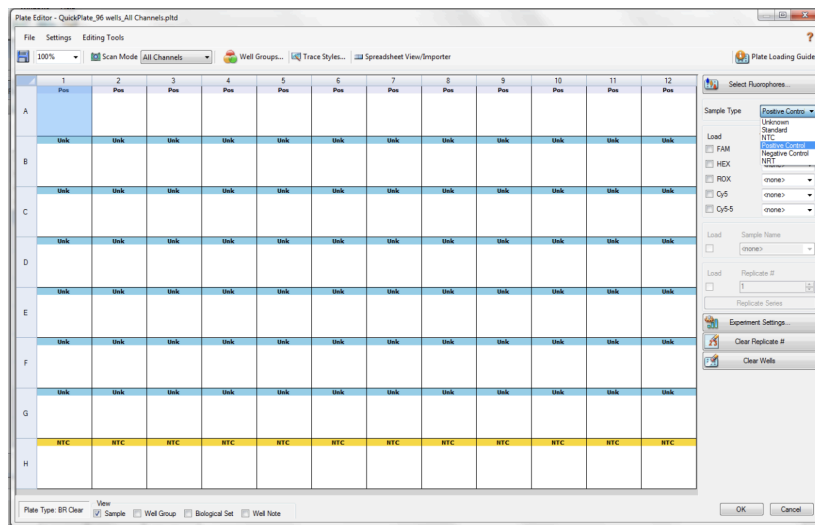 Plate Editor - QuickPlate_96 wells_All Channels.pltd
File Settings Editing Tools ?
100% Scan Mode All Channels Well Groups... Trace Styles... Spreadsheet View/Importer Plate Loading Guide
1 2 3 4 5 6 7 8 9 10 11 12
Pos Pos Pos Pos Pos Pos Pos Pos Pos Pos Pos Pos
A
Unk Unk Unk Unk Unk Unk Unk Unk Unk Unk Unk Unk
B
Unk Unk Unk Unk Unk Unk Unk Unk Unk Unk Unk Unk
C
Unk Unk Unk Unk Unk Unk Unk Unk Unk Unk Unk Unk
D
Unk Unk Unk Unk Unk Unk Unk Unk Unk Unk Unk Unk
E
Unk Unk Unk Unk Unk Unk Unk Unk Unk Unk Unk Unk
F
Unk Unk Unk Unk Unk Unk Unk Unk Unk Unk Unk Unk
G
NTC NTC NTC NTC NTC NTC NTC NTC NTC NTC NTC NTC
H
Select Fluorophores...
Sample Type Positive Contro
Unknown
Standard
NTC
Positive Control
Negative Control
NRT
Load
FAM
HEX
ROX <none>
Cy5 <none>
Cy5-5 <none>
Load Sample Name
<none>
Load Replicate #
1
Replicate Series
Experiment Settings...
Clear Replicate #
Clear Wells
Plate Type: BR Clear View
Sample Well Group Biological Set Well Note
OK Cancel